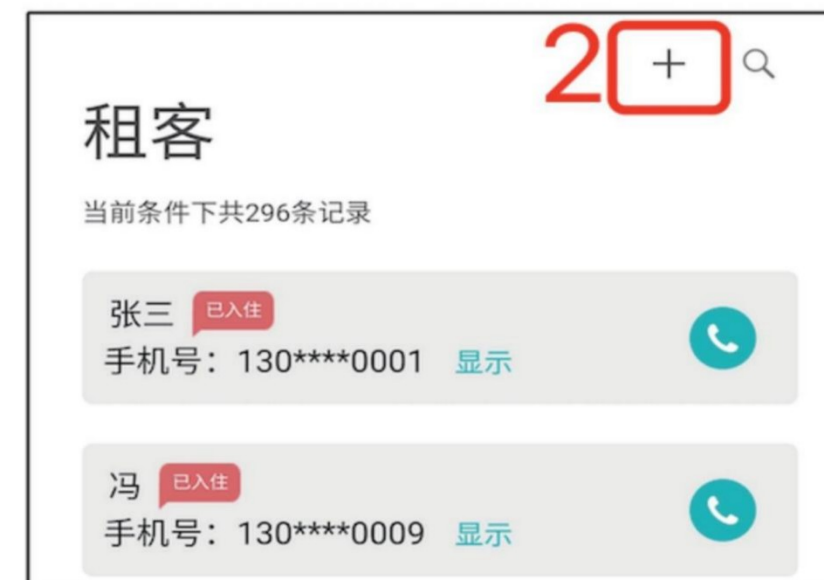 2 +
租客
当前条件下共296条记录
张三 已入住
手机号：130****0001 显示
冯 已入住
手机号：130****0009 显示